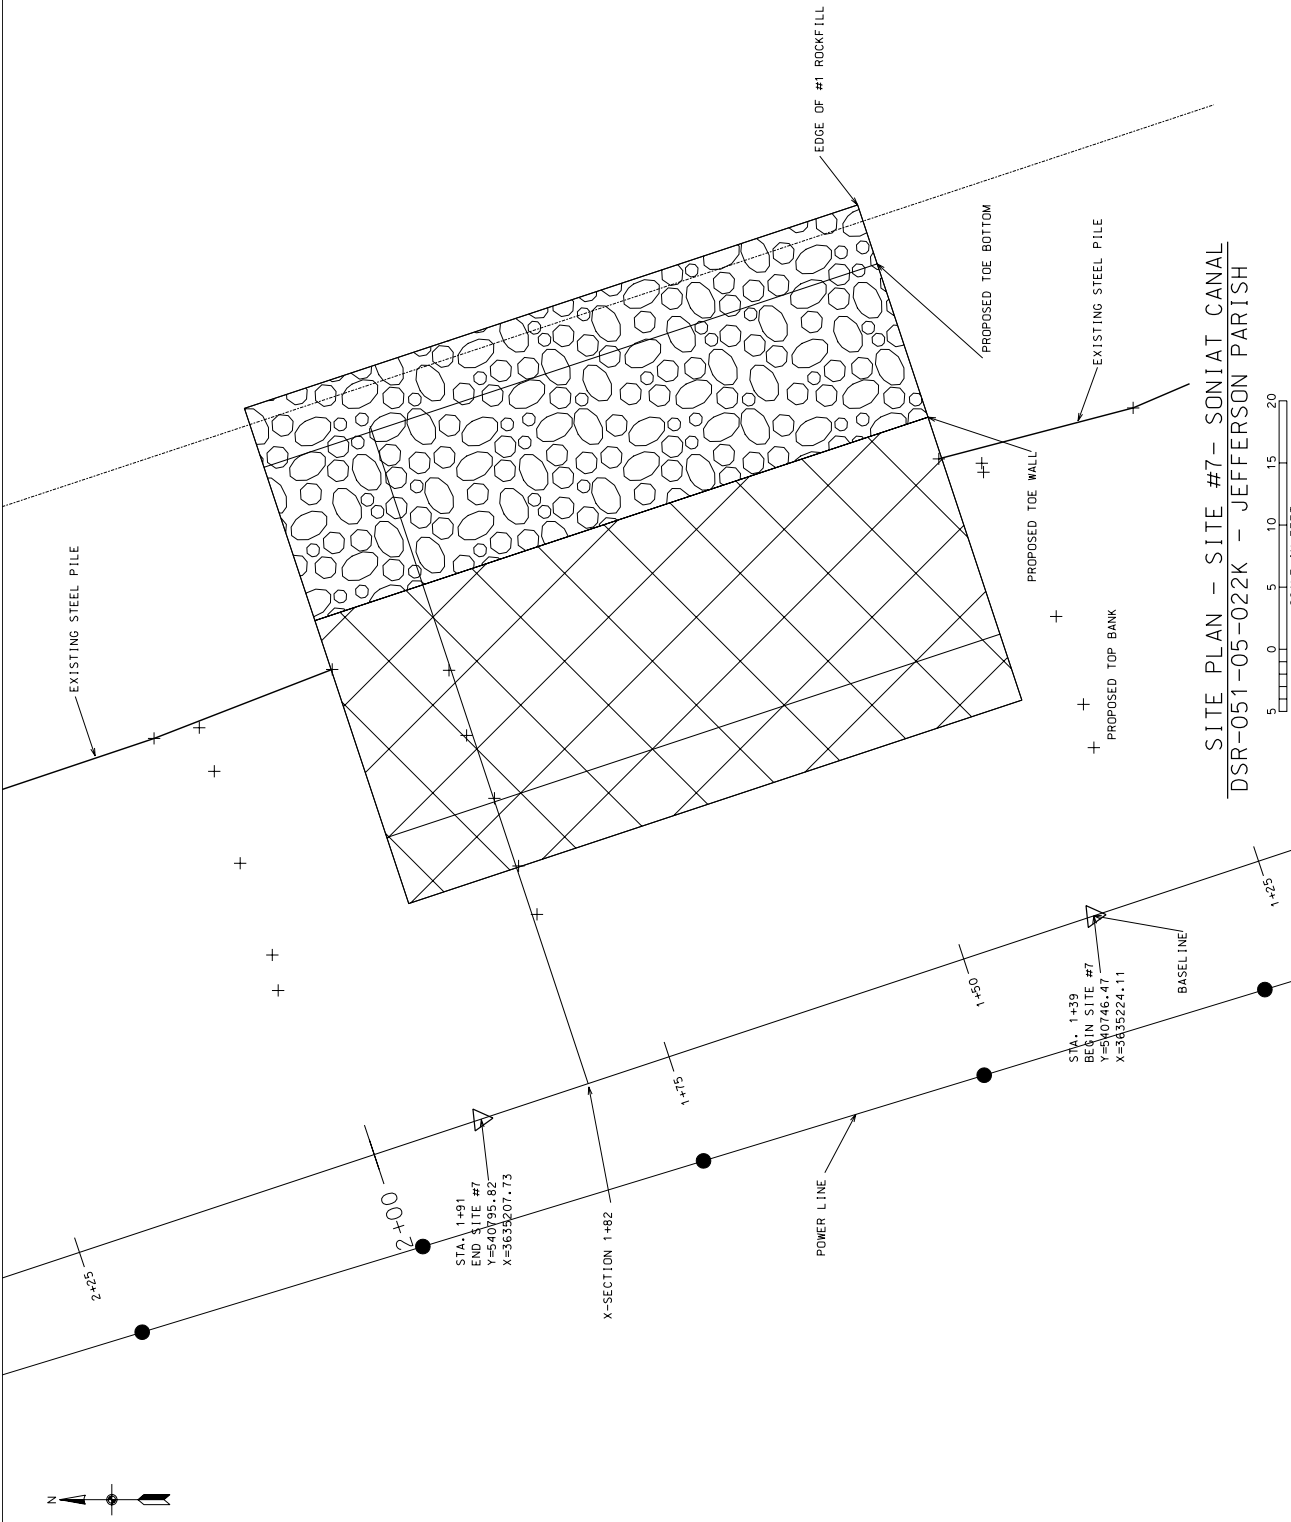 EXISTING STEEL PILE
EDGE OF #1 ROCKFILL
PROPOSED TOE BOTTOM
EXISTING STEEL PILE
PROPOSED TOE WALL
PROPOSED TOP BANK
2+25
2+00
1+75
1+50
1+25
STA. 1+91
END SITE #7
Y=540795.82
X=3635207.73
X-SECTION 1+82
POWER LINE
STA. 1+39
BEGIN SITE #7
Y=540746.47
X=3635224.11
BASELINE
N
SITE PLAN - SITE #7- SONIAT CANAL
DSR-051-05-022K - JEFFERSON PARISH
5 0 5 10 15 20